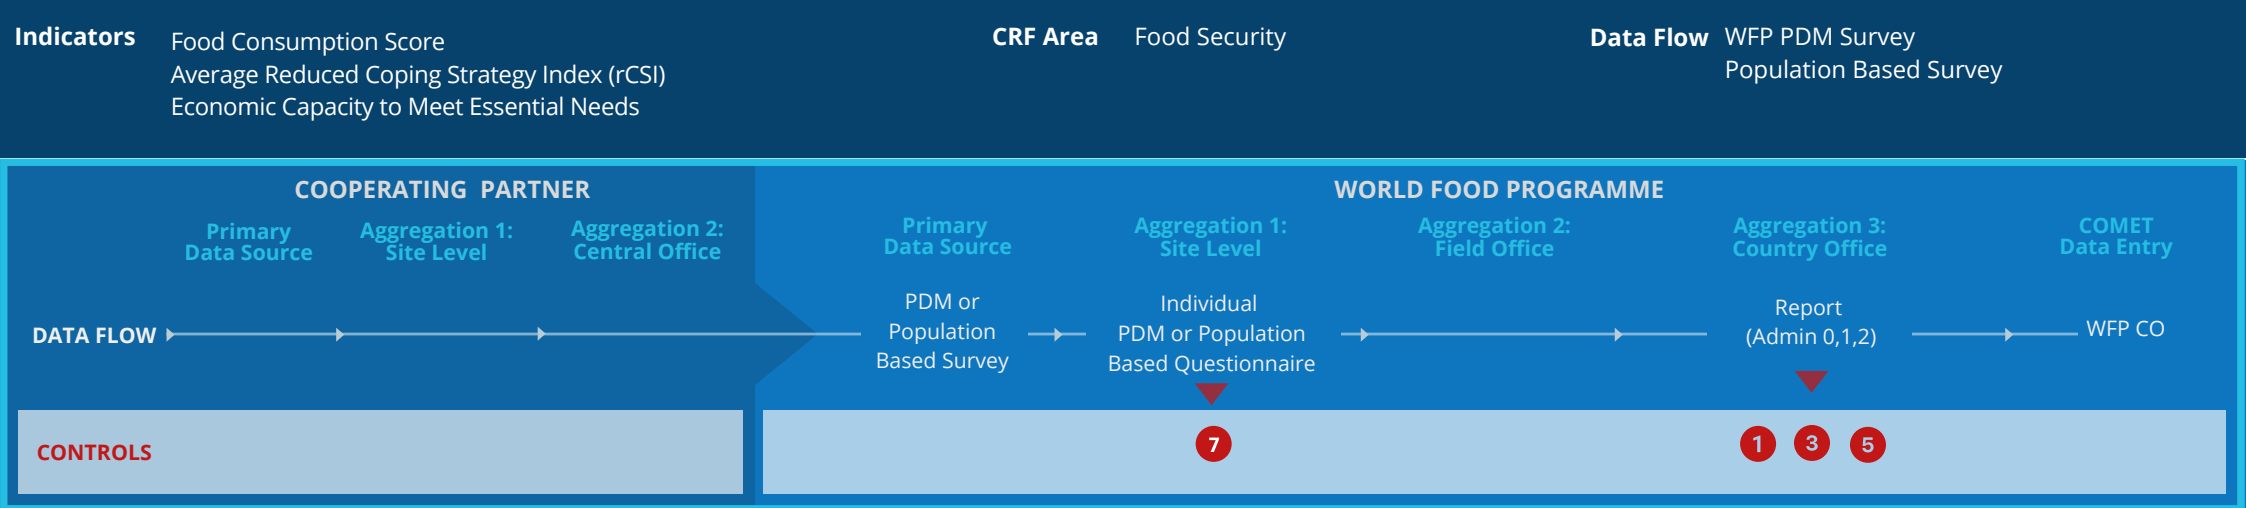 Indicators
Food Consumption Score
Average Reduced Coping Strategy Index (rCSI)
Economic Capacity to Meet Essential Needs
CRF Area
Food Security
Data Flow
WFP PDM Survey
Population Based Survey
COOPERATING PARTNER
Primary
Data Source
Aggregation 1:
Site Level
Aggregation 2:
Central Office
WORLD FOOD PROGRAMME
Primary
Data Source
Aggregation 1:
Site Level
Aggregation 2:
Field Office
Aggregation 3:
Country Office
COMET
Data Entry
DATA FLOW
PDM or
Population
Based Survey
Individual
PDM or Population
Based Questionnaire
Report
(Admin 0,1,2)
WFP CO
CONTROLS
7
1
3
5